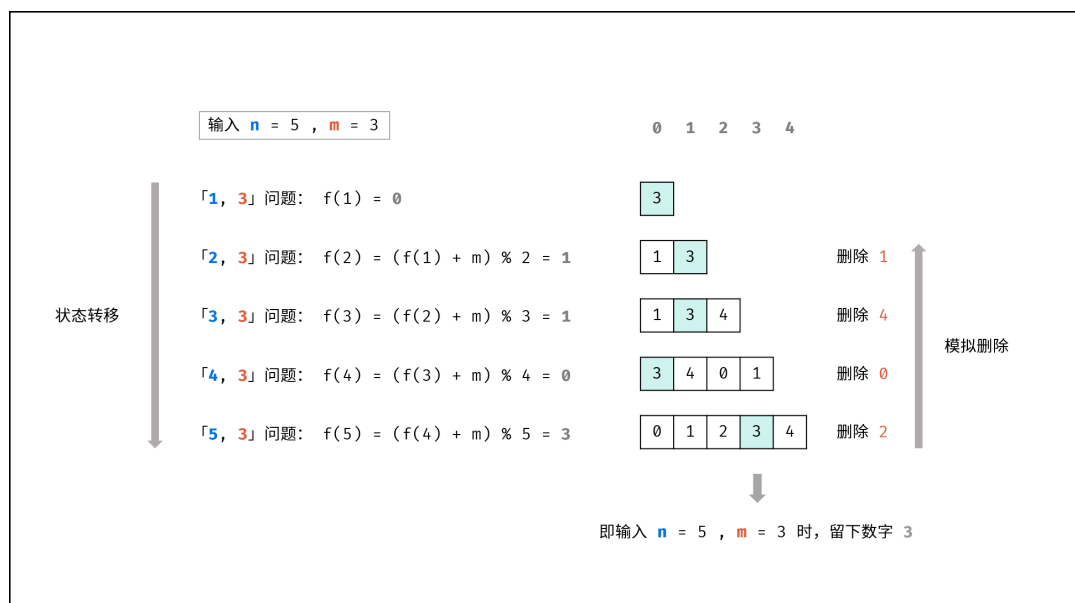 输入 n = 5 , m = 3
0 1 2 3 4
「1, 3」问题： f(1) = 0
3
「2, 3」问题： f(2) = (f(1) + m) % 2 = 1
1 3
删除 1
状态转移
「3, 3」问题： f(3) = (f(2) + m) % 3 = 1
1 3 4
删除 4
模拟删除
「4, 3」问题： f(4) = (f(3) + m) % 4 = 0
3 4 0 1
删除 0
「5, 3」问题： f(5) = (f(4) + m) % 5 = 3
0 1 2 3 4
删除 2
即输入 n = 5 , m = 3 时，留下数字 3